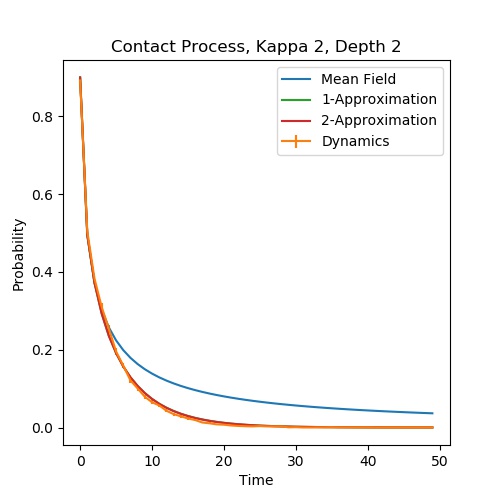 Contact Process, Kappa 2, Depth 2
Mean Field
1-Approximation
2-Approximation
Dynamics
0.8
0.6
0.4
0.2
0.0
Probability
0 10 20 30 40 50
Time